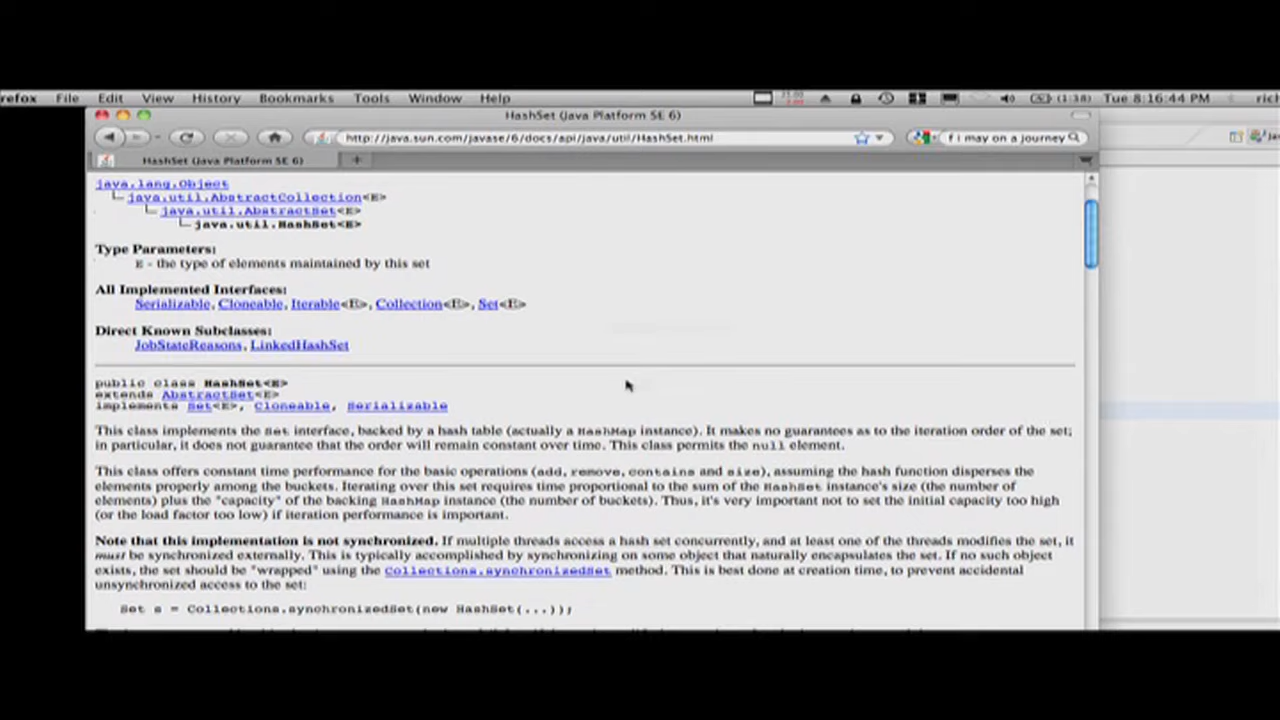 refox File Edit View History Bookmarks Tools Window Help (1:38) Tue 8:16:44 PM rich
HashSet (Java Platform SE 6)
http://java.sun.com/javase/6/docs/api/java/util/HashSet.html f i may on a journey
HashSet (Java Platform SE 6)
java.lang.Object
java.util.AbstractCollection<E>
java.util.AbstractSet<E>
java.util.HashSet<E>
Type Parameters:
E - the type of elements maintained by this set
All Implemented Interfaces:
Serializable, Cloneable, Iterable<E>, Collection<E>, Set<E>
Direct Known Subclasses:
JobStateReasons, LinkedHashSet
public class HashSet<E>
extends AbstractSet<E>
implements Set<E>, Cloneable, Serializable
This class implements the Set interface, backed by a hash table (actually a HashMap instance). It makes no guarantees as to the iteration order of the set;
in particular, it does not guarantee that the order will remain constant over time. This class permits the null element.
This class offers constant time performance for the basic operations (add, remove, contains and size), assuming the hash function disperses the
elements properly among the buckets. Iterating over this set requires time proportional to the sum of the HashSet instance's size (the number of
elements) plus the "capacity" of the backing HashMap instance (the number of buckets). Thus, it's very important not to set the initial capacity too high
(or the load factor too low) if iteration performance is important.
Note that this implementation is not synchronized. If multiple threads access a hash set concurrently, and at least one of the threads modifies the set, it
must be synchronized externally. This is typically accomplished by synchronizing on some object that naturally encapsulates the set. If no such object
exists, the set should be "wrapped" using the Collections.synchronizedSet method. This is best done at creation time, to prevent accidental
unsynchronized access to the set:
Set s = Collections.synchronizedSet(new HashSet(...));